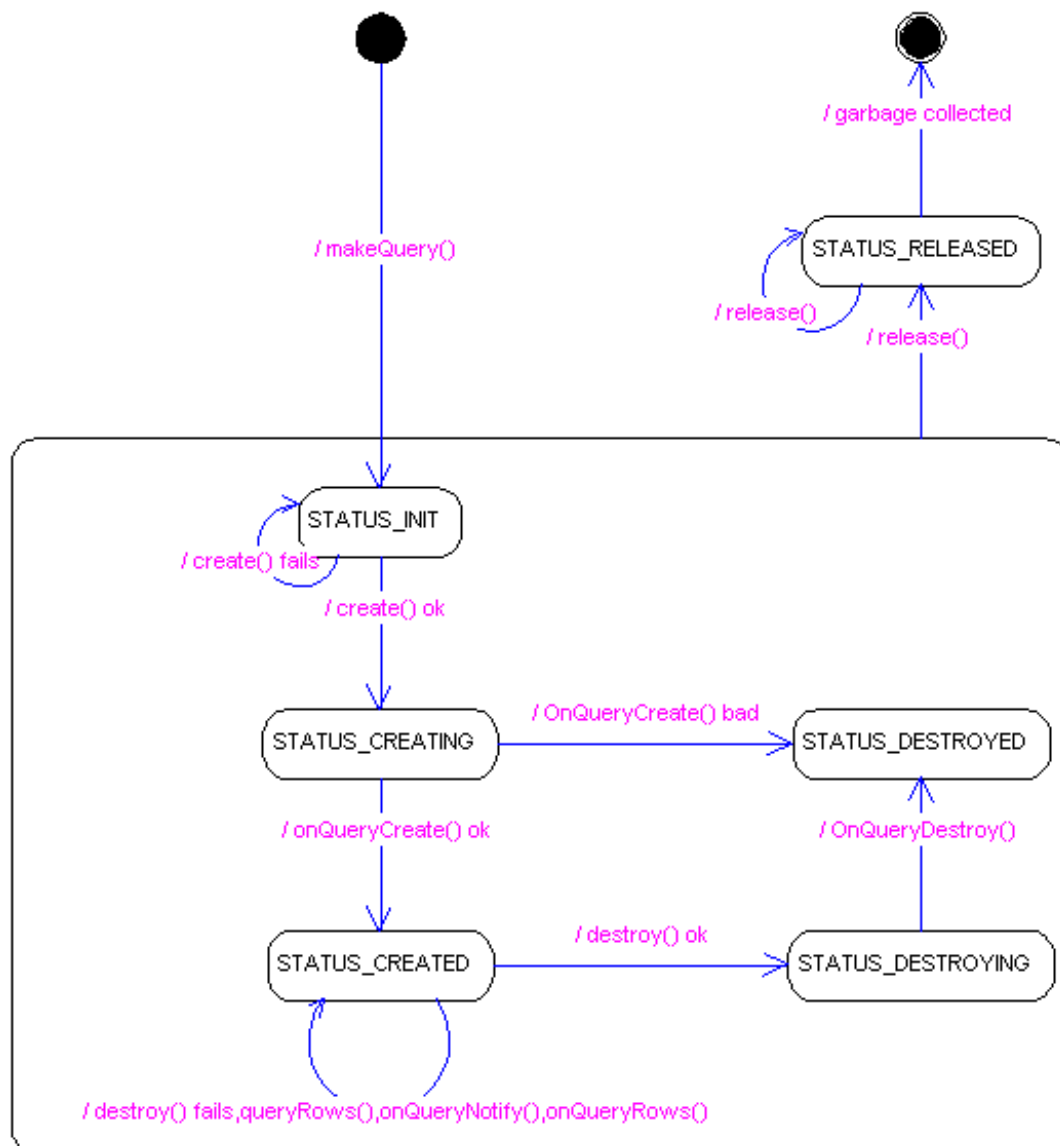 / garbage collected
/ makeQuery()
STATUS_RELEASED
/ release()
/ release()
STATUS_INIT
/ create() fails
/ create() ok
/ OnQueryCreate() bad
STATUS_CREATING
STATUS_DESTROYED
/ onQueryCreate() ok
/ OnQueryDestroy()
/ destroy() ok
STATUS_CREATED
STATUS_DESTROYING
/ destroy() fails,queryRows(),onQueryNotify(),onQueryRows()